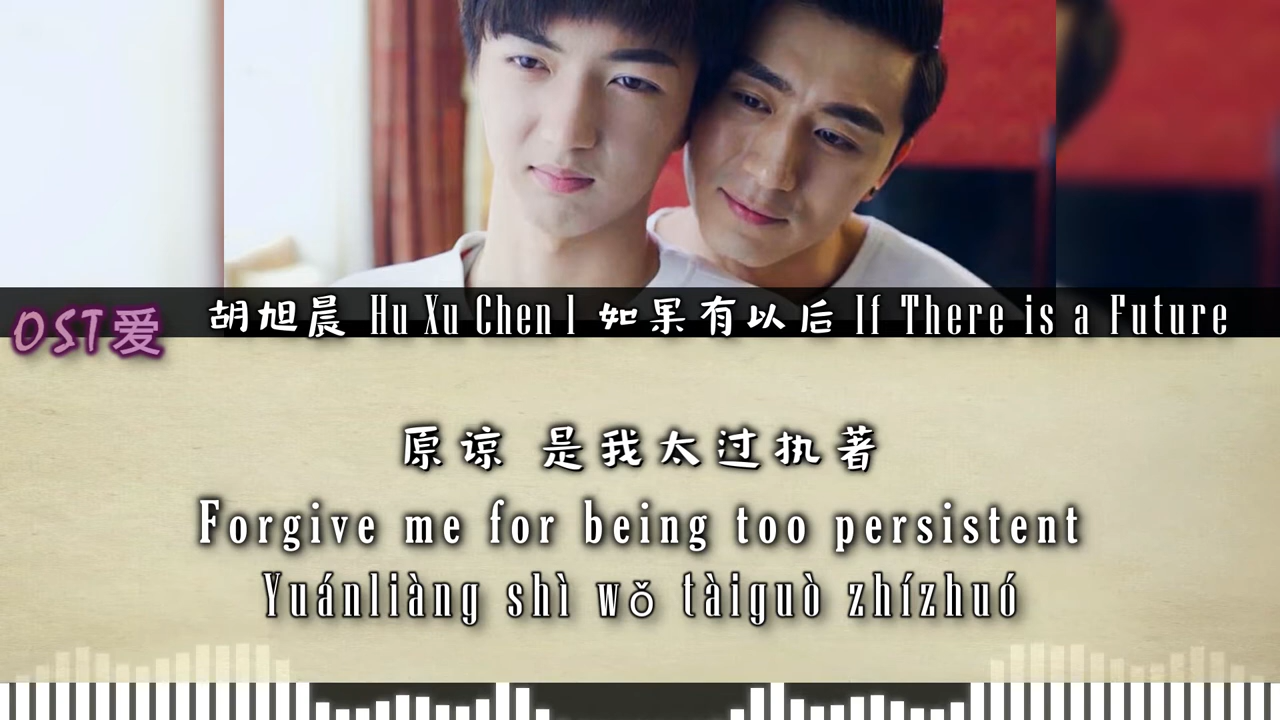 OST爱
胡旭晨 Hu Xu Chen l 如果有以后 If There is a Future
原谅 是我太过执著
Forgive me for being too persistent
Yuánliàng shì wǒ tàiguò zhízhuó